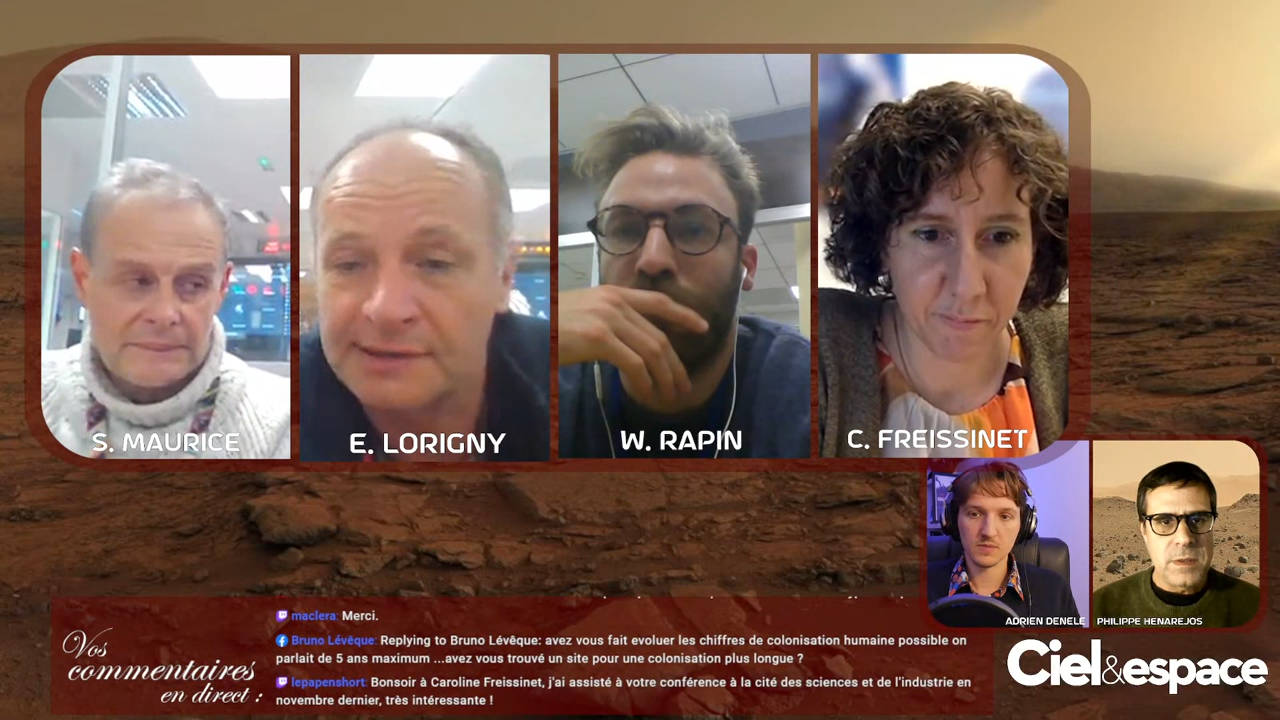 S. MAURICE
E. LORIGNY
W. RAPIN
C. FREISSINET
ADRIEN DENELE
PHILIPPE HENAREJOS
Vos
commentaires
en direct :
maclera: Merci.
Bruno Lévêque: Replying to Bruno Lévêque: avez vous fait evoluer les chiffres de colonisation humaine possible on
parlait de 5 ans maximum ...avez vous trouvé un site pour une colonisation plus longue ?
lepapenshort: Bonsoir à Caroline Freissinet, j'ai assisté à votre conférence à la cité des sciences et de l'industrie en
novembre dernier, très intéressante !
Ciel&espace